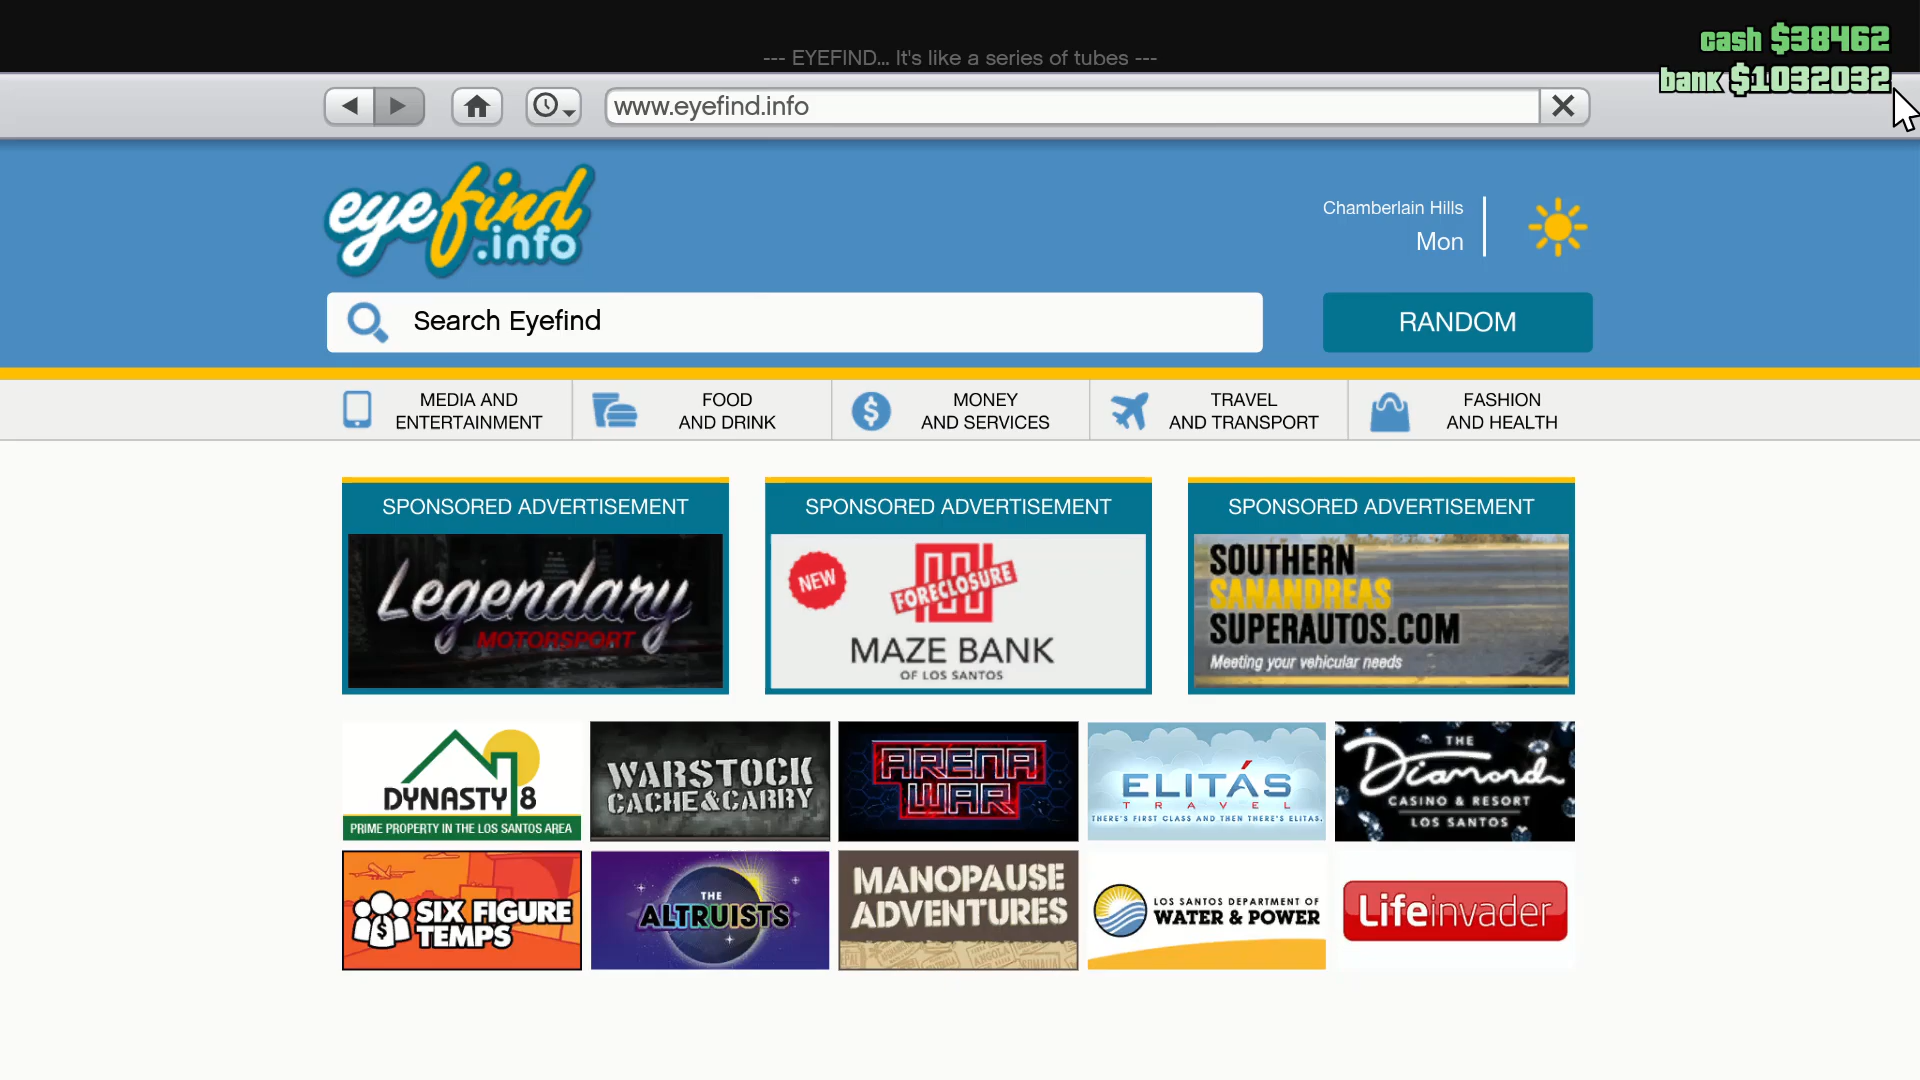 cash $38462
--- EYEFIND... It's like a series of tubes ---
bank $1032032
www.eyefind.info
eyefind
.info
Chamberlain Hills
Mon
Search Eyefind
RANDOM
MEDIA AND
ENTERTAINMENT
FOOD
AND DRINK
MONEY
AND SERVICES
TRAVEL
AND TRANSPORT
FASHION
AND HEALTH
SPONSORED ADVERTISEMENT
Legendary
MOTORSPORT
SPONSORED ADVERTISEMENT
NEW
FORECLOSURE
MAZE BANK
OF LOS SANTOS
SPONSORED ADVERTISEMENT
SOUTHERN
SANANDREAS
SUPERAUTOS.COM
Meeting your vehicular needs
DYNASTY 8
PRIME PROPERTY IN THE LOS SANTOS AREA
WARSTOCK
CACHE&CARRY
ARENA
WAR
ELITÁS
TRAVEL
THERE'S FIRST CLASS AND THEN THERE'S ELITAS.
THE
Diamond
CASINO & RESORT
LOS SANTOS
SIX FIGURE
TEMPS
THE
ALTRUISTS
MANOPAUSE
ADVENTURES
ANGOLA
SOMALIA
LOS SANTOS DEPARTMENT OF
WATER & POWER
Lifeinvader